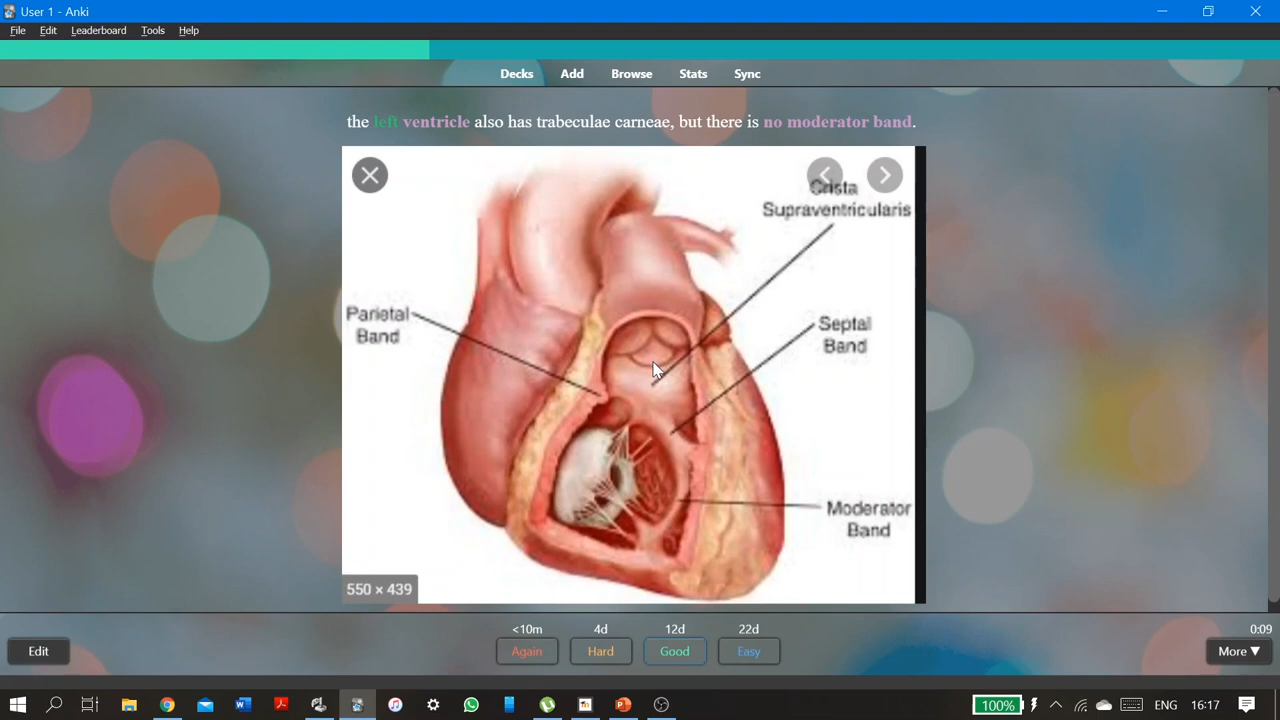 User 1 - Anki
File Edit Leaderboard Tools Help
Decks Add Browse Stats Sync
the left ventricle also has trabeculae carneae, but there is no moderator band.
Crista
Supraventricularis
Parietal
Band
Septal
Band
Moderator
Band
550 × 439
<10m 4d 12d 22d 0:09
Edit Again Hard Good Easy More ▼
100% ENG 16:17